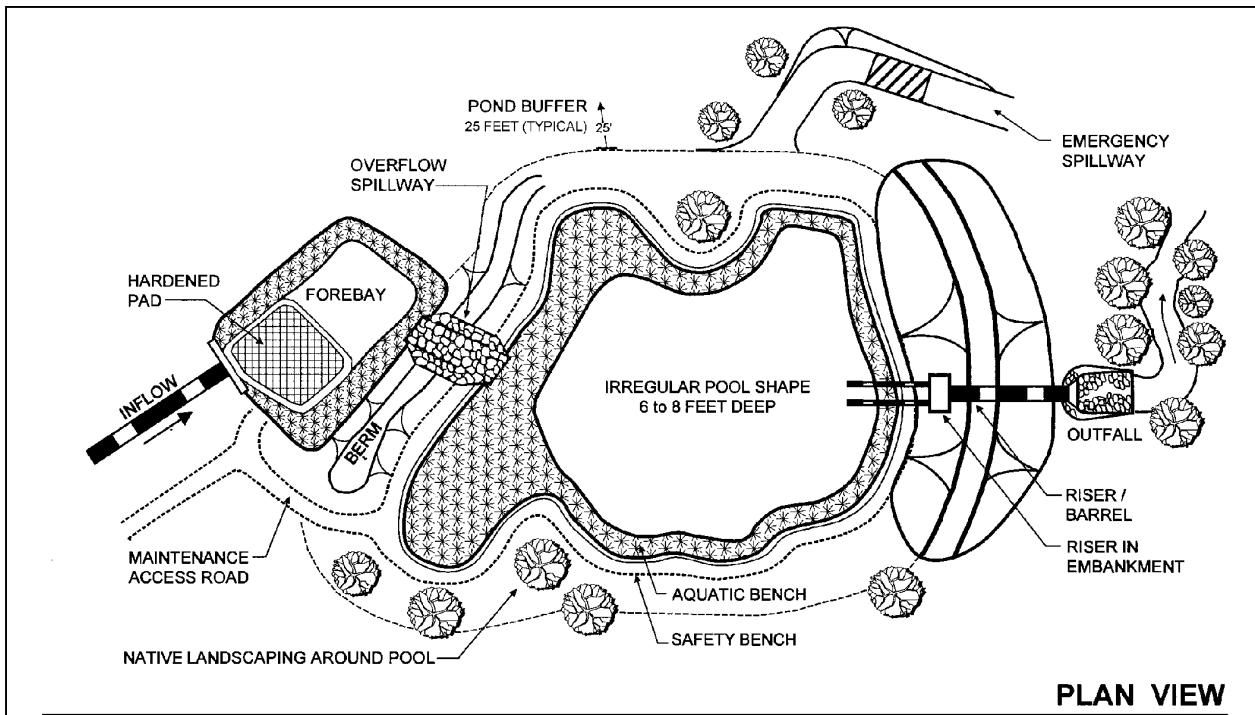 POND BUFFER
25 FEET (TYPICAL)
25'
EMERGENCY
SPILLWAY
OVERFLOW
SPILLWAY
HARDENED
PAD
FOREBAY
INFLOW
BERM
IRREGULAR POOL SHAPE
6 to 8 FEET DEEP
OUTFALL
RISER /
BARREL
RISER IN
EMBANKMENT
MAINTENANCE
ACCESS ROAD
AQUATIC BENCH
SAFETY BENCH
NATIVE LANDSCAPING AROUND POOL
PLAN VIEW